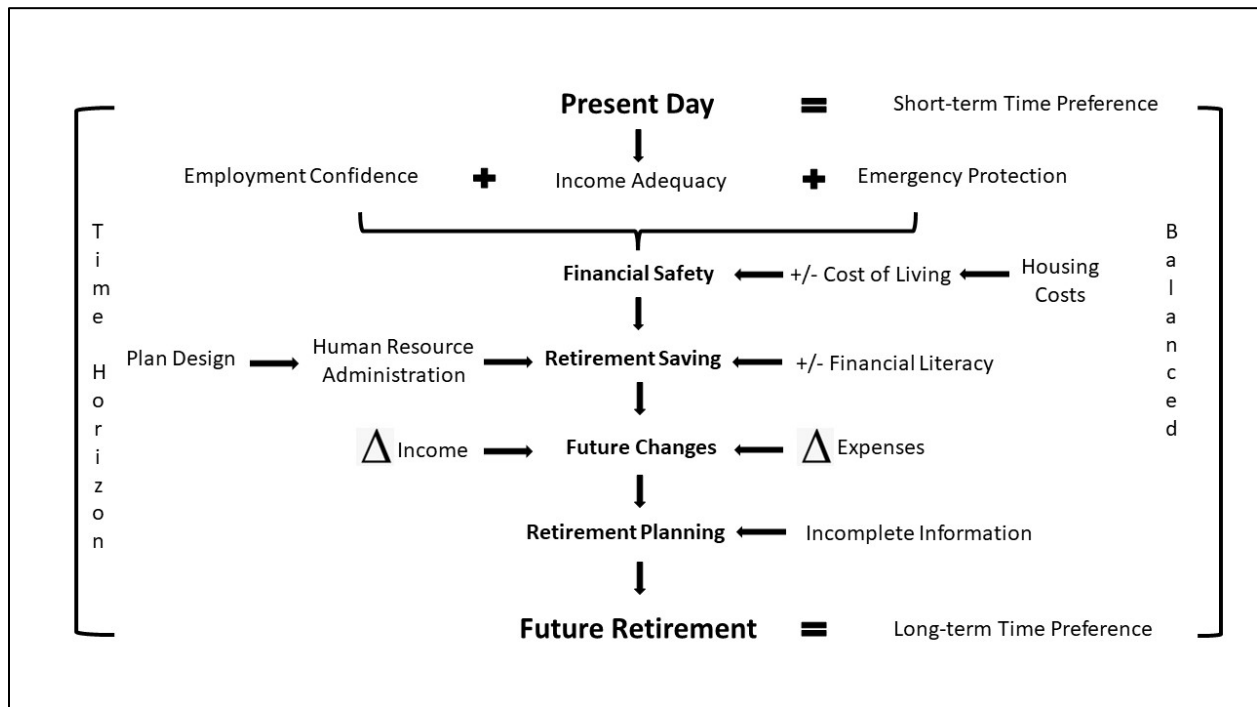 Present Day = Short-term Time Preference
Employment Confidence + Income Adequacy + Emergency Protection
Time Horizon
Balanced
Financial Safety +/- Cost of Living Housing
Costs
Plan Design Human Resource
Administration Retirement Saving +/- Financial Literacy
Δ Income Future Changes Δ Expenses
Retirement Planning Incomplete Information
Future Retirement = Long-term Time Preference